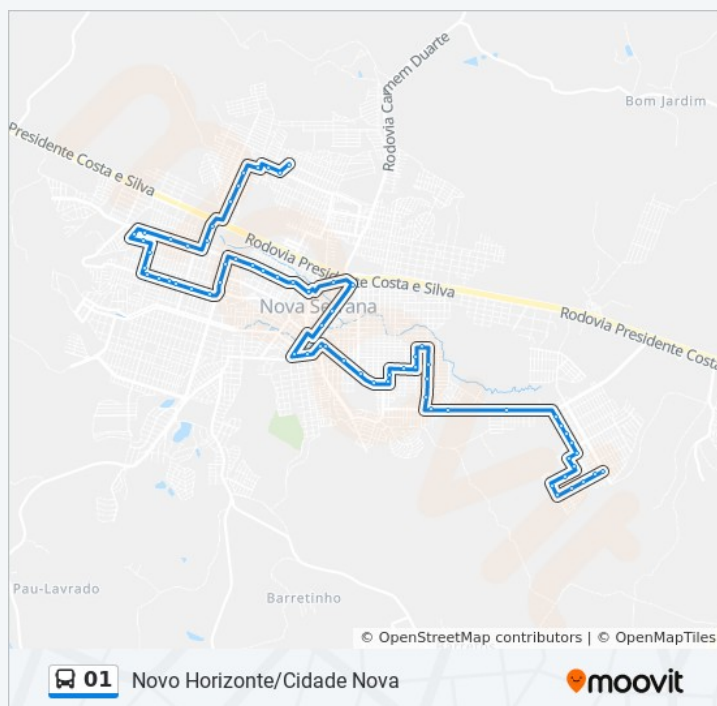 Rodovia Carmem Duarte
Bom Jardim
Presidente Costa e Silva
Rodovia Presidente Costa e Silva
Nova Serrana
Rodovia Presidente Costa
Pau-Lavrado
Barretinho
© OpenStreetMap contributors | © OpenMapTiles
01 Novo Horizonte/Cidade Nova
moovit